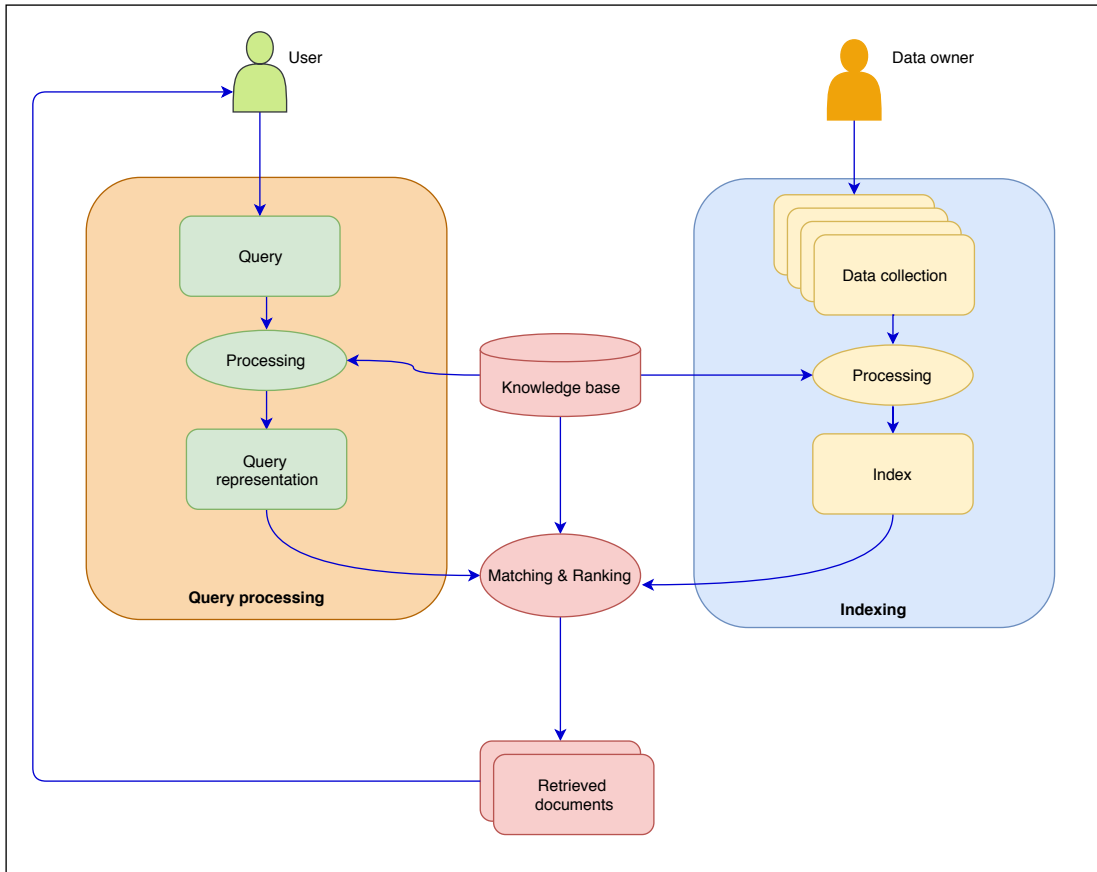 User
Data owner
Query
Data collection
Processing
Knowledge base
Processing
Query
representation
Index
Matching & Ranking
Query processing
Indexing
Retrieved
documents